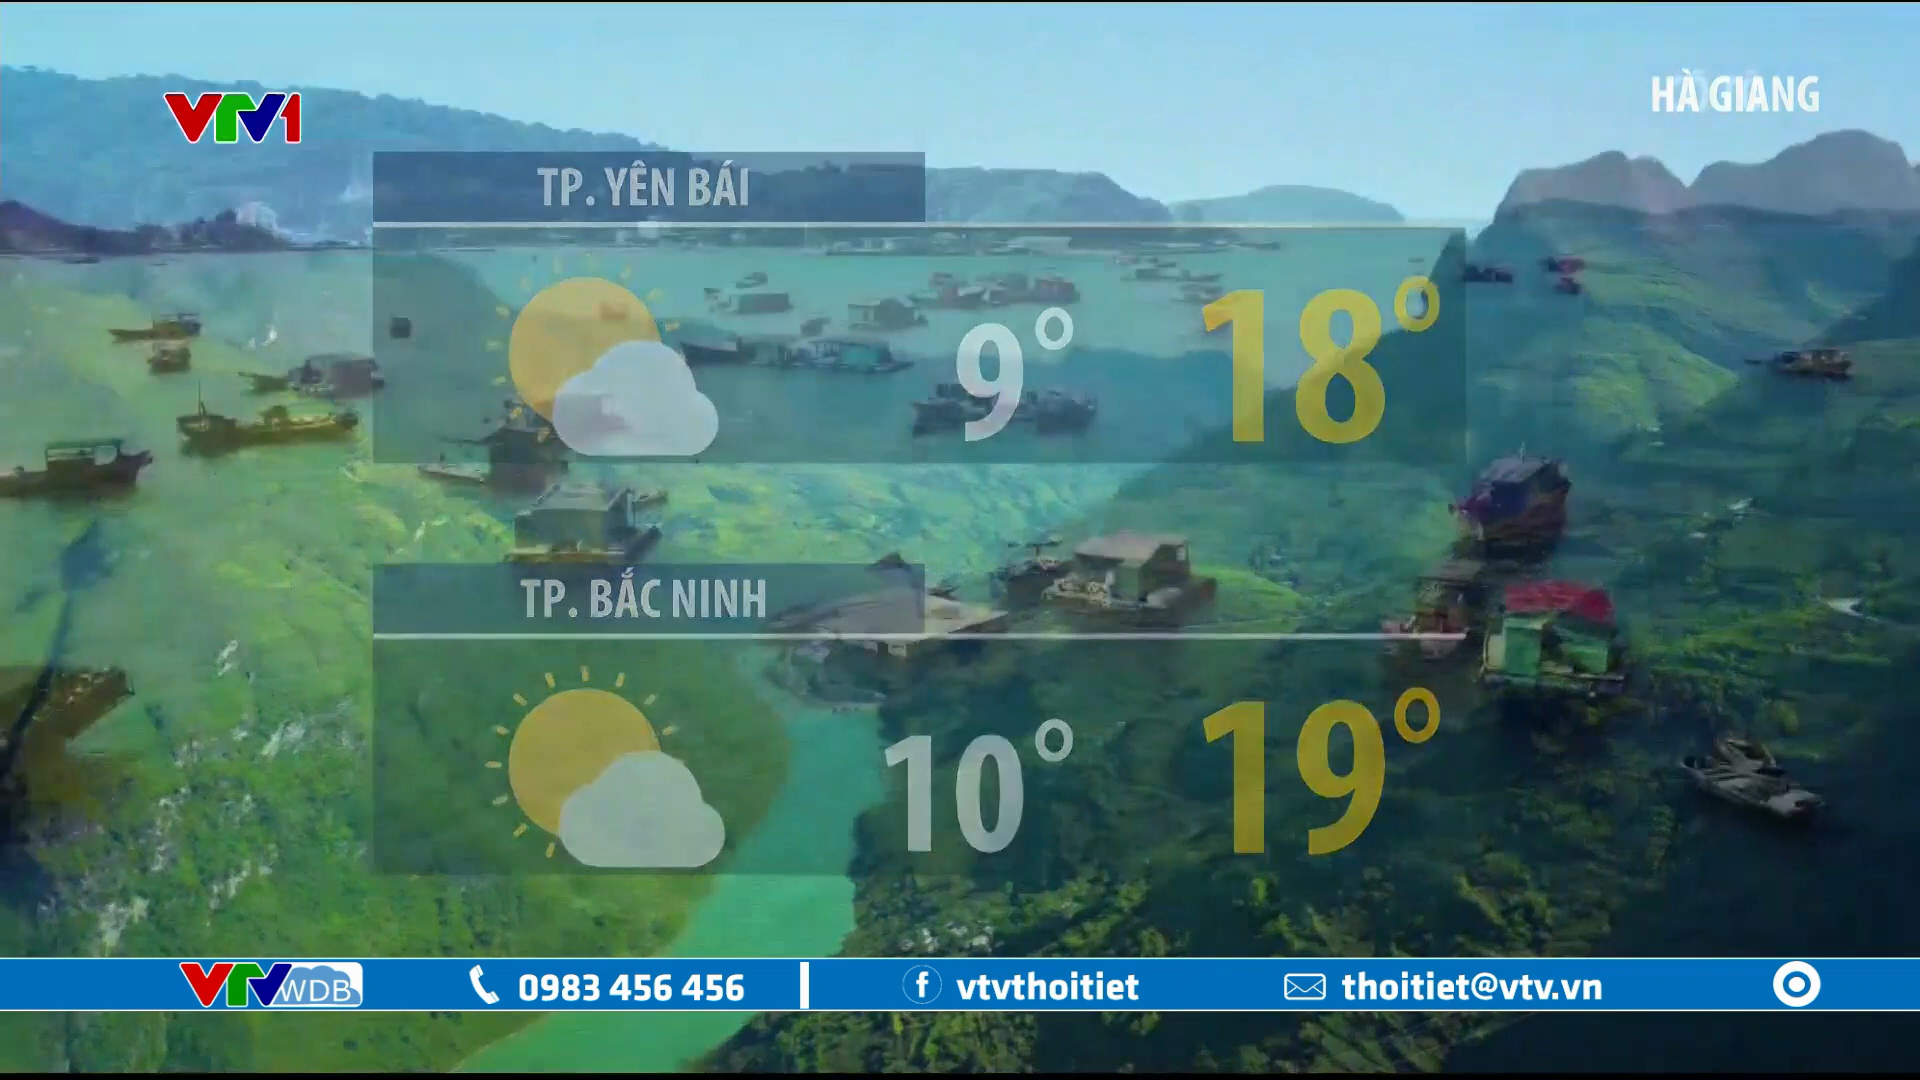 VTV1
HÀ GIANG
TP. YÊN BÁI
9° 18°
TP. BẮC NINH
10° 19°
VTV WDB 0983 456 456 vtvthoitiet thoitiet@vtv.vn